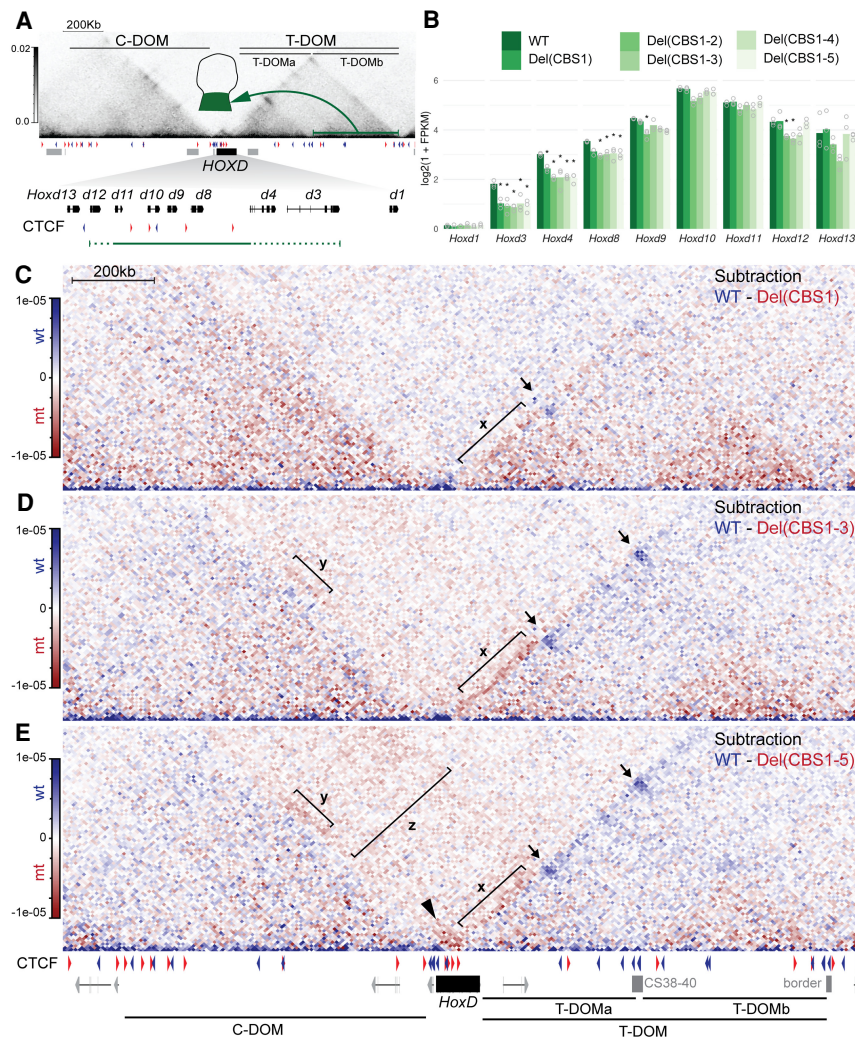 A
200Kb
C-DOM
T-DOM
T-DOMa
T-DOMb
0.02
0.0
HOXD
Hoxd13 d12 d11 d10 d9 d8 d4 d3 d1
CTCF
B
WT
Del(CBS1)
Del(CBS1-2)
Del(CBS1-3)
Del(CBS1-4)
Del(CBS1-5)
log2(1 + FPKM)
6
4
2
0
Hoxd1 Hoxd3 Hoxd4 Hoxd8 Hoxd9 Hoxd10 Hoxd11 Hoxd12 Hoxd13
C
200kb
1e-05
wt
0
mt
-1e-05
Subtraction
WT - Del(CBS1)
x
D
1e-05
wt
0
mt
-1e-05
Subtraction
WT - Del(CBS1-3)
y
x
E
1e-05
wt
0
mt
-1e-05
Subtraction
WT - Del(CBS1-5)
y
z
x
CTCF
HoxD
CS38-40
border
T-DOMa
T-DOMb
C-DOM
T-DOM